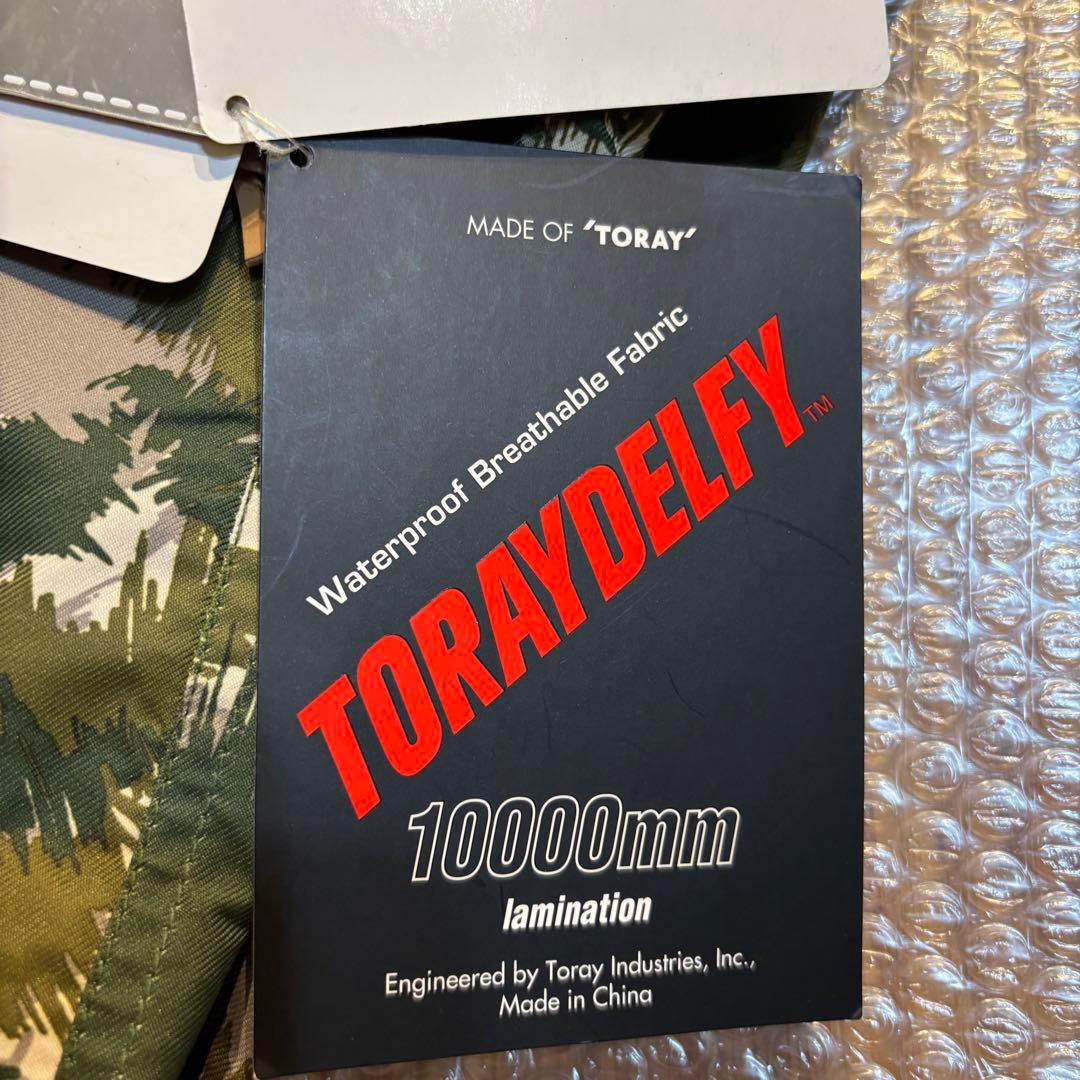 MADE OF 'TORAY'
Waterproof Breathable Fabric
TORAYDELFY™
10000mm
lamination
Engineered by Toray Industries, Inc.,
Made in China